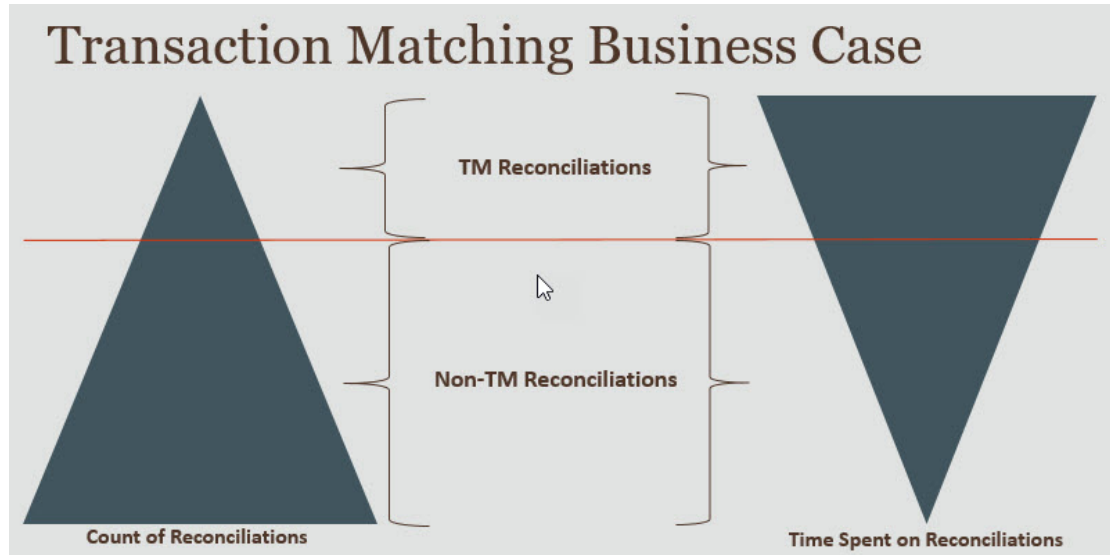 Transaction Matching Business Case
TM Reconciliations
Non-TM Reconciliations
Count of Reconciliations
Time Spent on Reconciliations